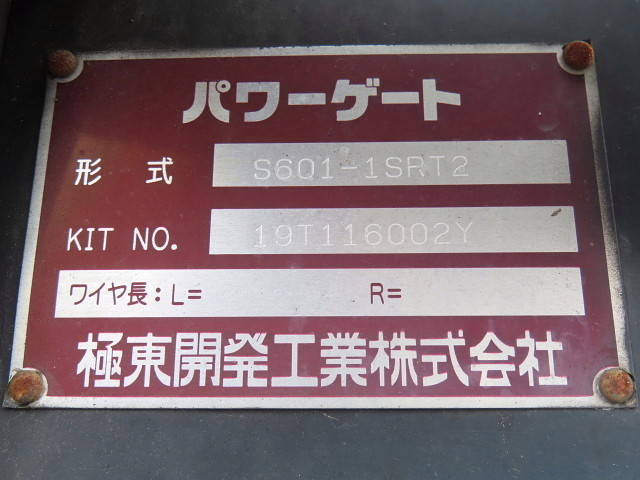 パワーゲート
形式 S601-1SRT2
KIT NO. 19T116002Y
ワイヤ長:L= R=
極東開発工業株式会社